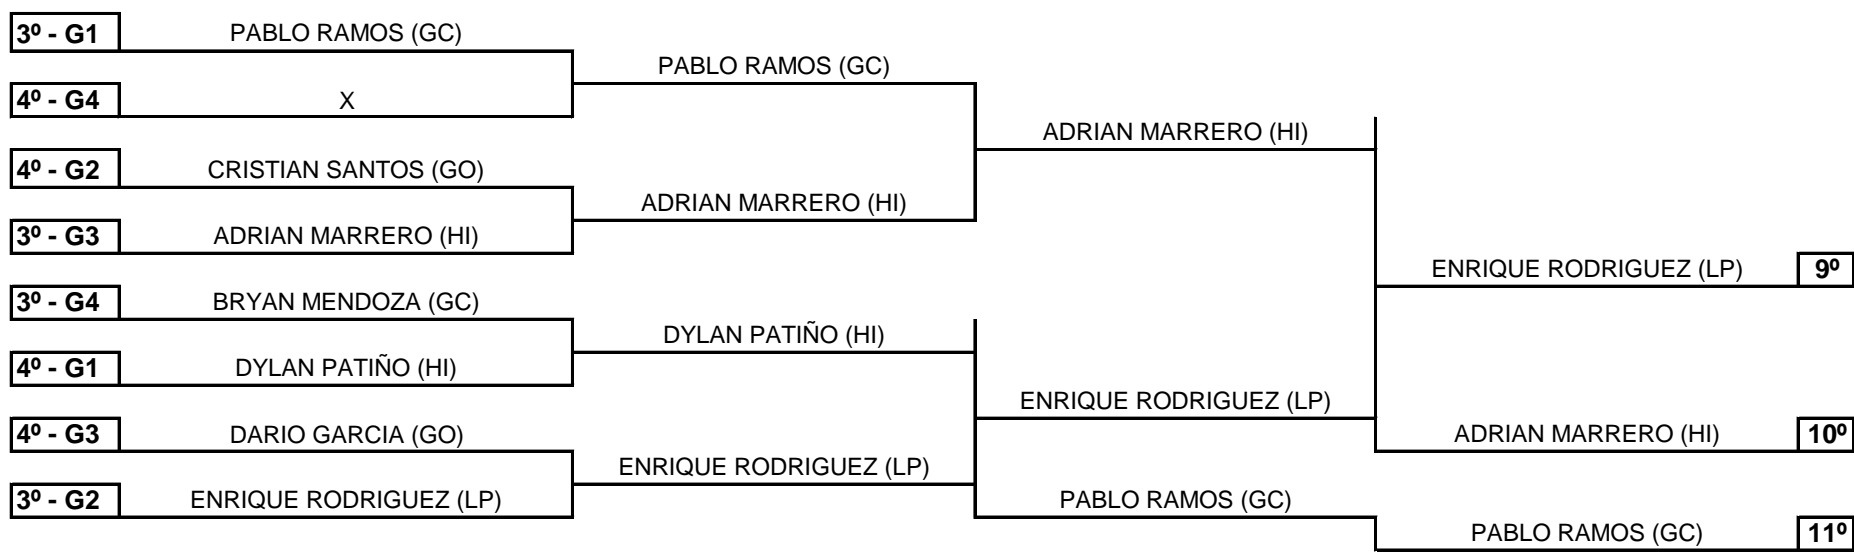 3º - G1 PABLO RAMOS (GC)
PABLO RAMOS (GC)
4º - G4 X
ADRIAN MARRERO (HI)
4º - G2 CRISTIAN SANTOS (GO)
ADRIAN MARRERO (HI)
3º - G3 ADRIAN MARRERO (HI)
ENRIQUE RODRIGUEZ (LP) 9º
3º - G4 BRYAN MENDOZA (GC)
DYLAN PATIÑO (HI)
4º - G1 DYLAN PATIÑO (HI)
ENRIQUE RODRIGUEZ (LP)
4º - G3 DARIO GARCIA (GO) ADRIAN MARRERO (HI) 10º
ENRIQUE RODRIGUEZ (LP)
3º - G2 ENRIQUE RODRIGUEZ (LP) PABLO RAMOS (GC)
PABLO RAMOS (GC) 11º